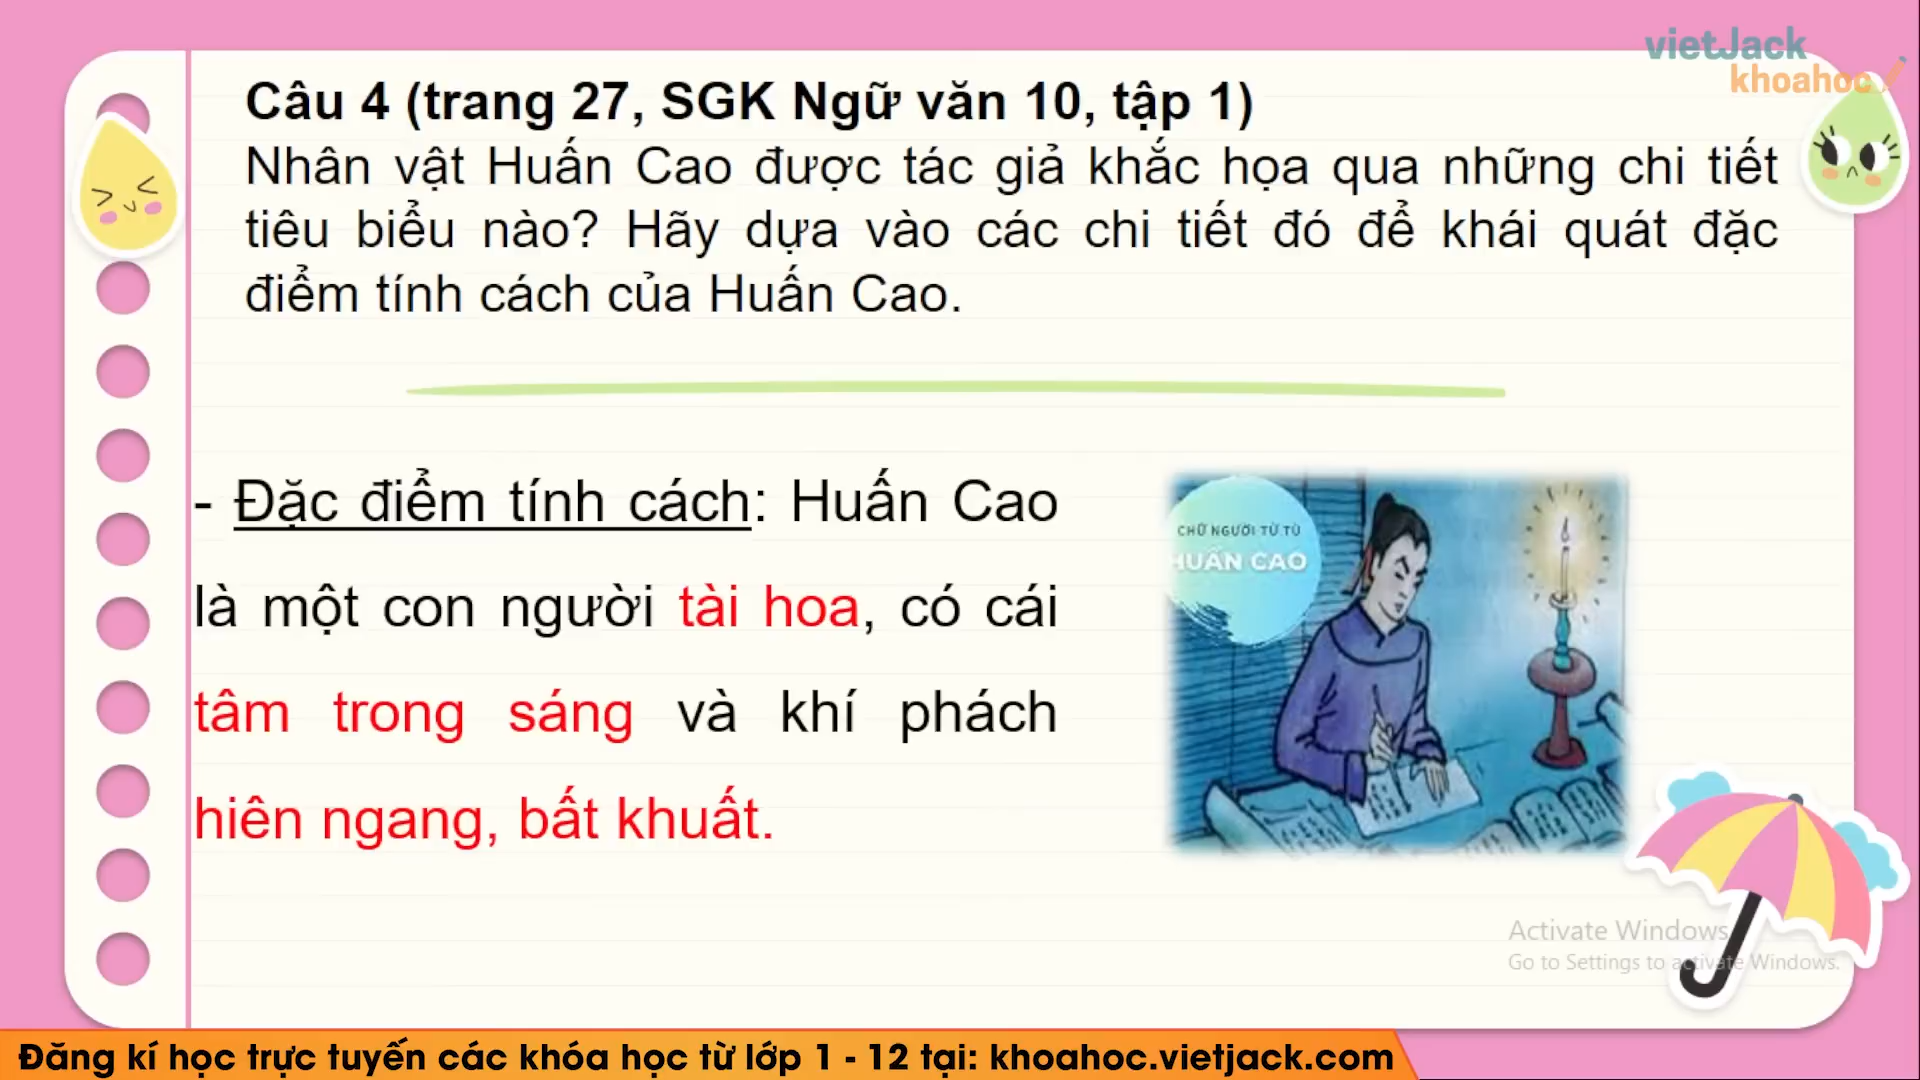 vietJack
khoahoc
Câu 4 (trang 27, SGK Ngữ văn 10, tập 1)
Nhân vật Huấn Cao được tác giả khắc họa qua những chi tiết
tiêu biểu nào? Hãy dựa vào các chi tiết đó để khái quát đặc
điểm tính cách của Huấn Cao.
- Đặc điểm tính cách: Huấn Cao
là một con người tài hoa, có cái
tâm trong sáng và khí phách
hiên ngang, bất khuất.
CHỮ NGƯỜI TỬ TÙ
HUẤN CAO
Activate Windows
Go to Settings to activate Windows.
Đăng kí học trực tuyến các khóa học từ lớp 1 - 12 tại: khoahoc.vietjack.com